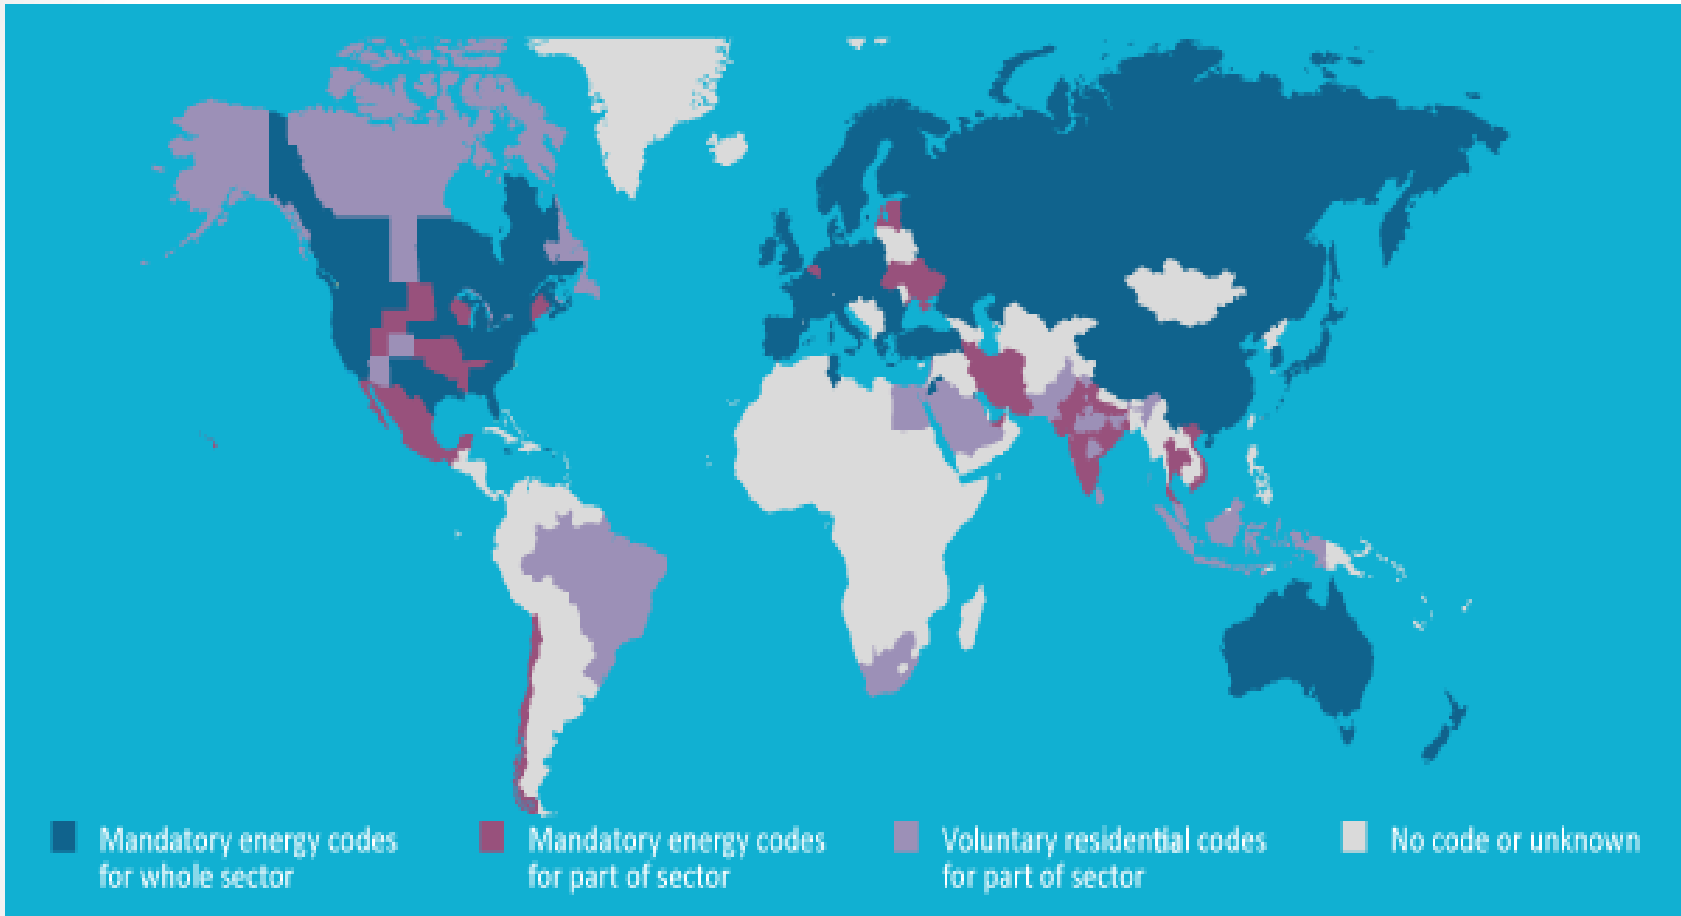 Mandatory energy codes
for whole sector
Mandatory energy codes
for part of sector
Voluntary residential codes
for part of sector
No code or unknown